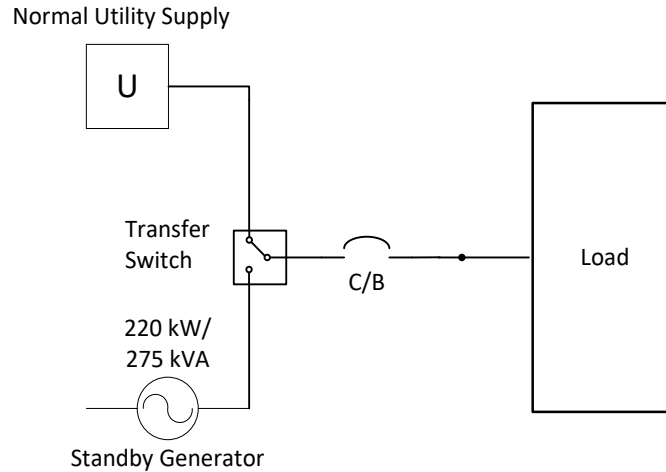 Normal Utility Supply
U
Transfer
Switch
C/B
Load
220 kW/
275 kVA
Standby Generator